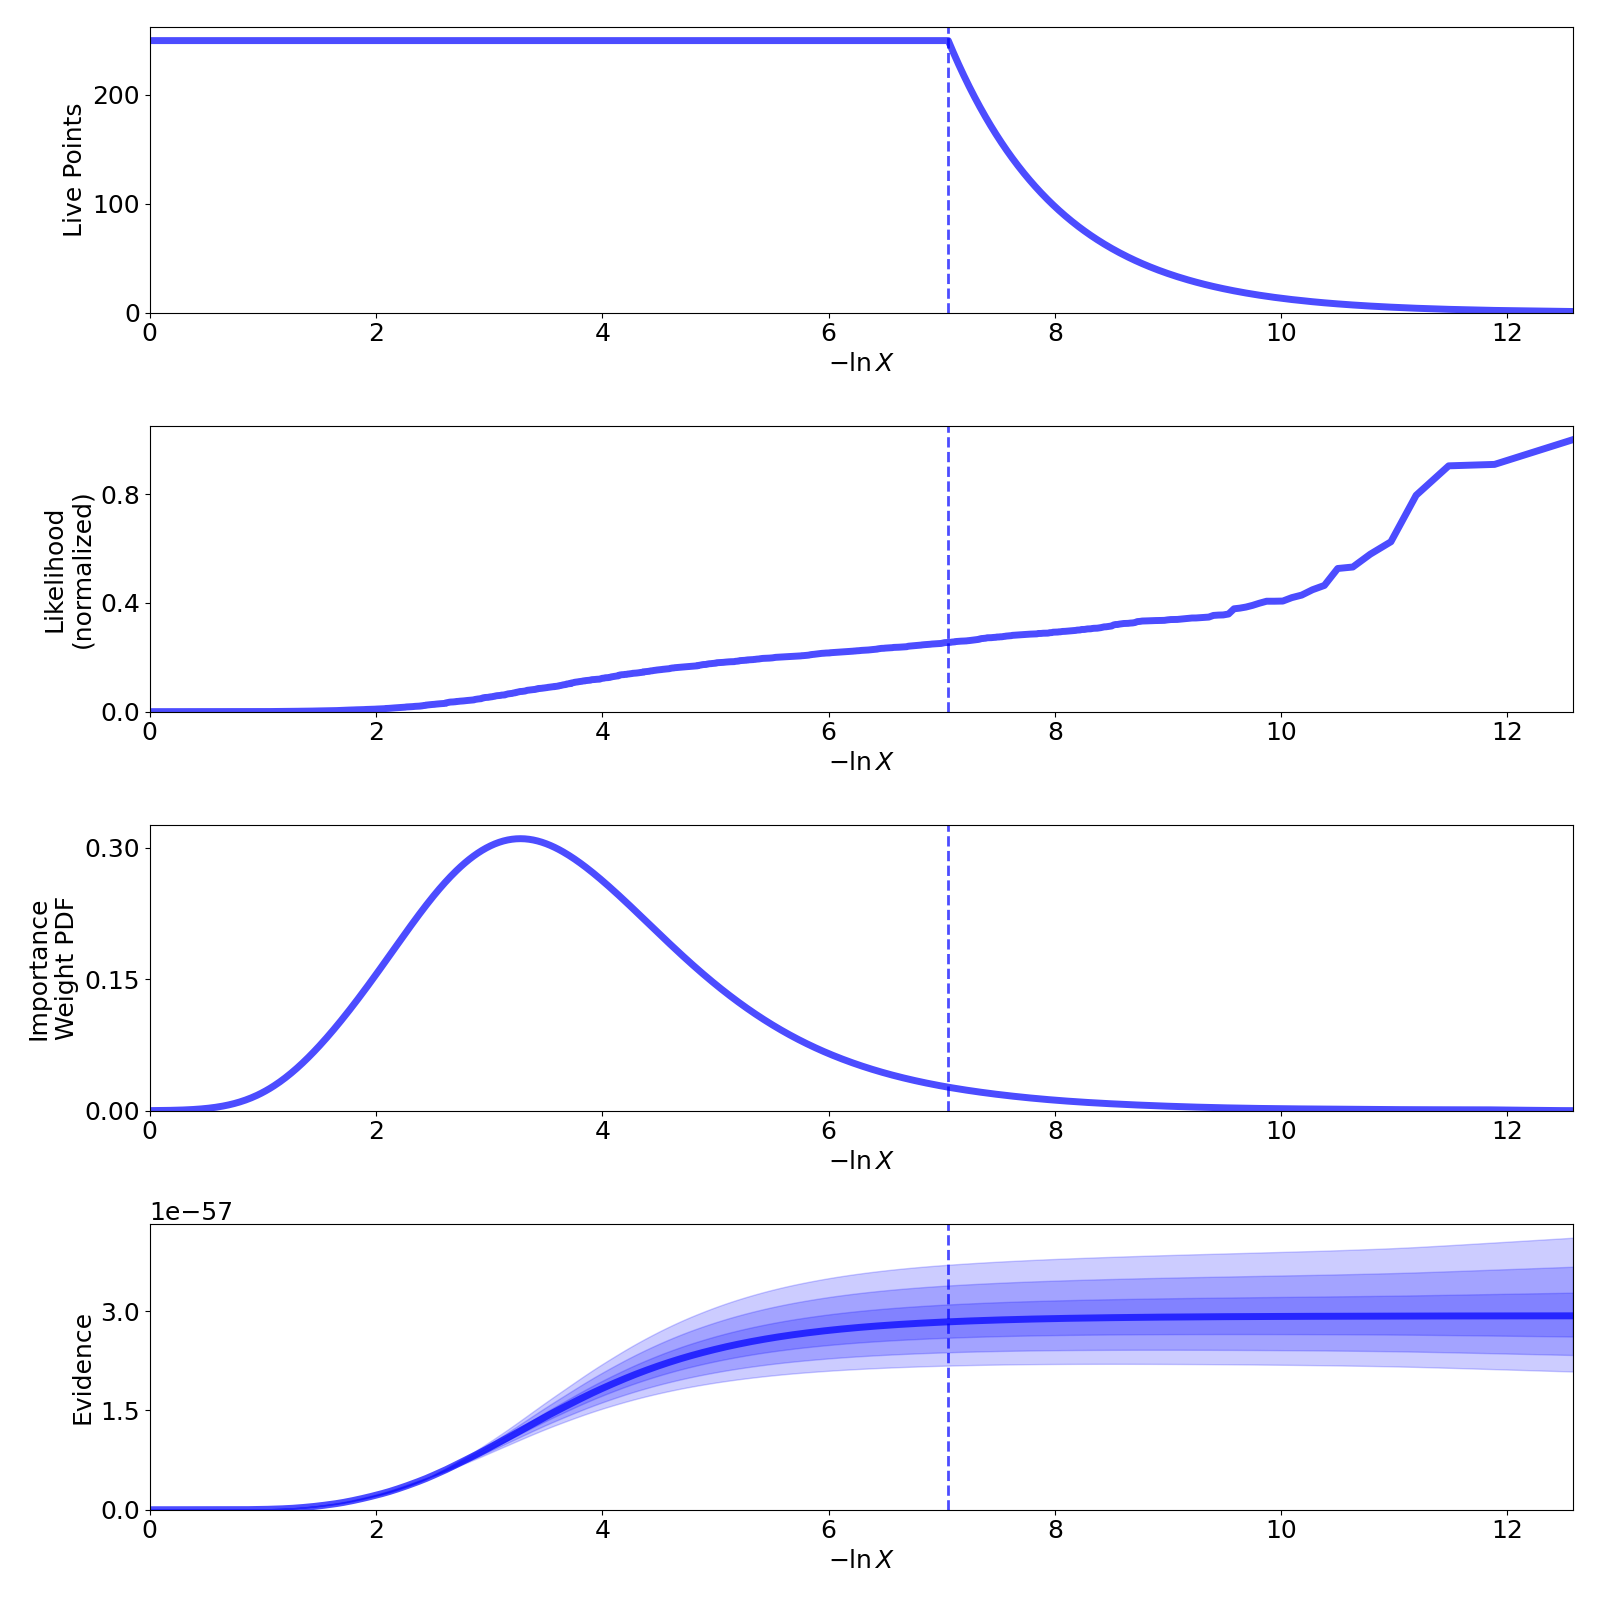 200
100
0
Live Points
0 2 4 6 8 10 12
−ln X
0.8
0.4
0.0
Likelihood
(normalized)
0 2 4 6 8 10 12
−ln X
0.30
0.15
0.00
Importance
Weight PDF
0 2 4 6 8 10 12
−ln X
1e−57
3.0
1.5
0.0
Evidence
0 2 4 6 8 10 12
−ln X